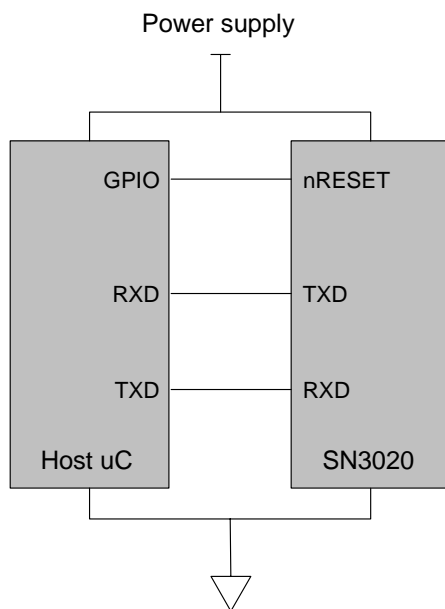 Power supply
GPIO nRESET
RXD TXD
TXD RXD
Host uC SN3020